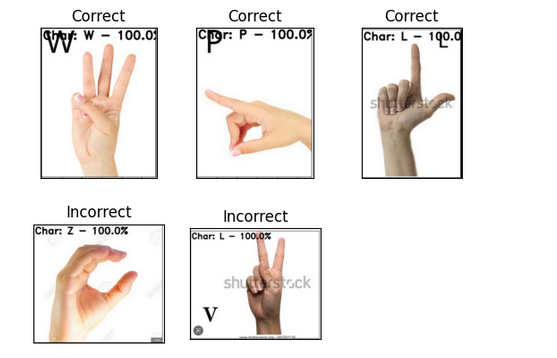 Correct
Correct
Correct
Char: W - 100.0%
W
Char: P - 100.0%
P
Char: L - 100.0
L
shutterstock
Incorrect
Incorrect
Char: Z - 100.0%
Char: L - 100.0%
shutterstock
V